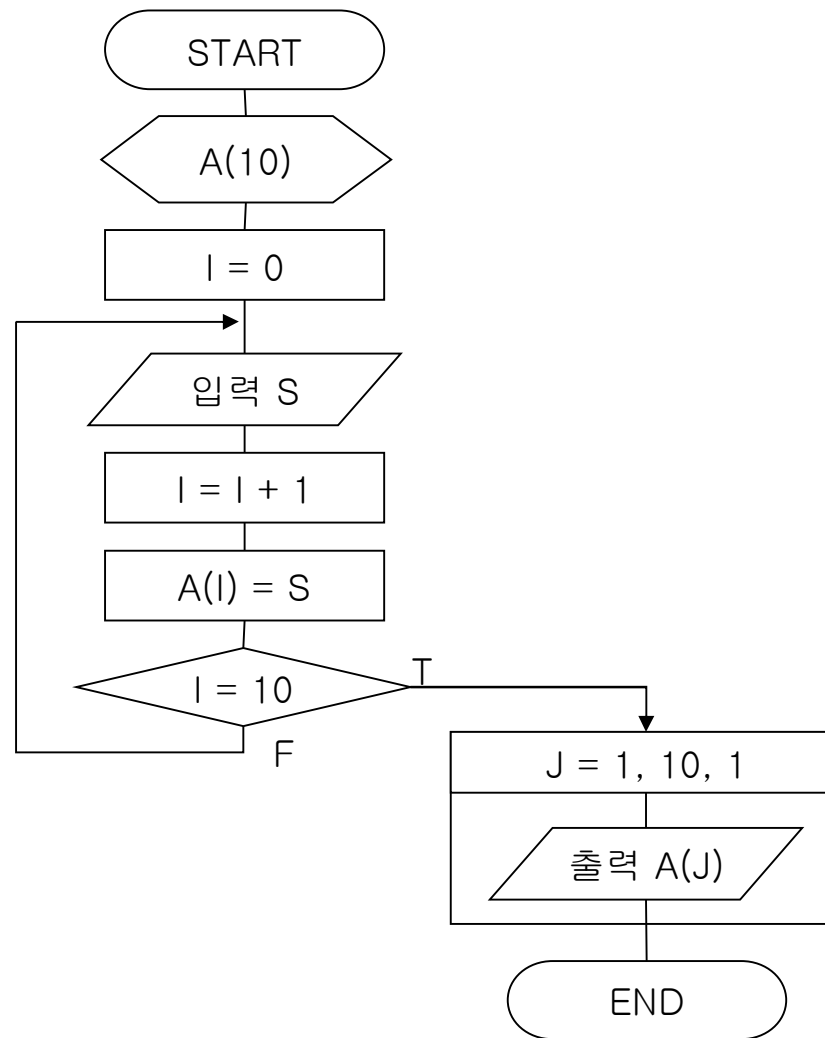 START
A(10)
I = 0
입력 S
I = I + 1
A(I) = S
I = 10
T
F
J = 1, 10, 1
출력 A(J)
END